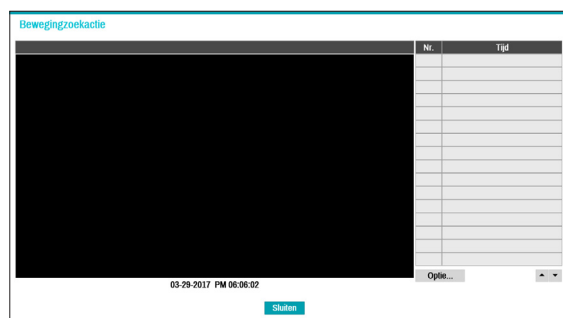 Bewegingzoekactie
Nr. Tijd
Optie...
03-29-2017 PM 06:06:02
Sluiten